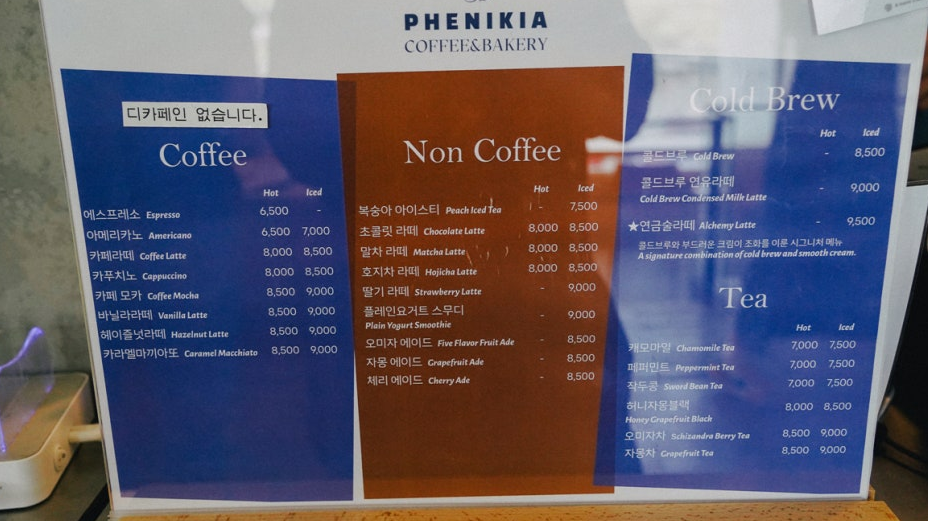 PHENIKIA
COFFEE&BAKERY
디카페인 없습니다.
Coffee
Hot Iced
에스프레소 Espresso 6,500 -
아메리카노 Americano 6,500 7,000
카페라떼 Coffee Latte 8,000 8,500
카푸치노 Cappuccino 8,000 8,500
카페 모카 Coffee Mocha 8,500 9,000
바닐라라떼 Vanilla Latte 8,500 9,000
헤이즐넛라떼 Hazelnut Latte 8,500 9,000
카라멜마끼아또 Caramel Macchiato 8,500 9,000
Non Coffee
Hot Iced
복숭아 아이스티 Peach Iced Tea - 7,500
초콜릿 라떼 Chocolate Latte 8,000 8,500
말차 라떼 Matcha Latte 8,000 8,500
호지차 라떼 Hojicha Latte 8,000 8,500
딸기 라떼 Strawberry Latte - 9,000
플레인요거트 스무디
Plain Yogurt Smoothie - 9,000
오미자 에이드 Five Flavor Fruit Ade - 8,500
자몽 에이드 Grapefruit Ade - 8,500
체리 에이드 Cherry Ade - 8,500
Cold Brew
Hot Iced
콜드브루 Cold Brew - 8,500
콜드브루 연유라떼
Cold Brew Condensed Milk Latte - 9,000
★연금술라떼 Alchemy Latte - 9,500
콜드브루와 부드러운 크림이 조화를 이룬 시그니처 메뉴
A signature combination of cold brew and smooth cream.
Tea
Hot Iced
캐모마일 Chamomile Tea 7,000 7,500
페퍼민트 Peppermint Tea 7,000 7,500
작두콩 Sword Bean Tea 7,000 7,500
허니자몽블랙
Honey Grapefruit Black 8,000 8,500
오미자차 Schizandra Berry Tea 8,500 9,000
자몽차 Grapefruit Tea 8,500 9,000